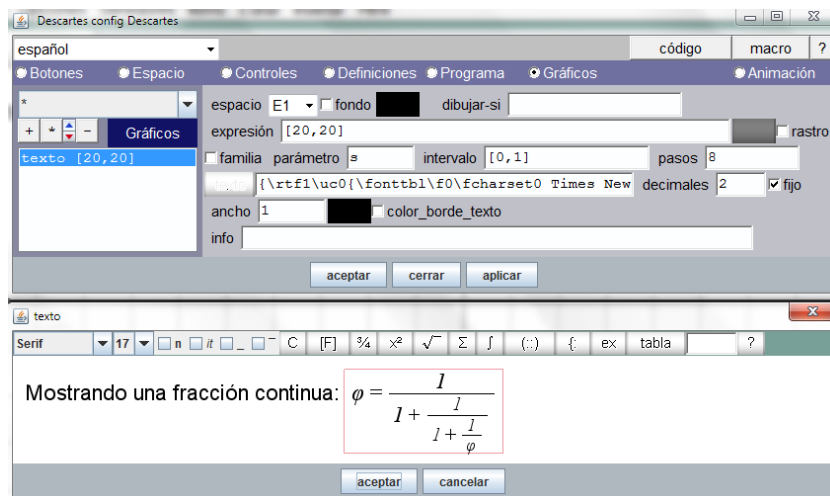 Descartes config Descartes
español código macro ?
Botones Espacio Controles Definiciones Programa Gráficos Animación
* espacio E1 fondo dibujar-si
+ * - Gráficos expresión [20,20] rastro
texto [20,20] familia parámetro s intervalo [0,1] pasos 8
{\rtf1\uc0{\fonttbl\f0\fcharset0 Times New decimales 2 fijo
ancho 1 color_borde_texto
info
aceptar cerrar aplicar
texto
Serif 17 n it _ ¯ C [F] ¾ x² √‾ Σ ∫ (::) {: ex tabla ?
Mostrando una fracción continua: φ = 1 / (1 + 1 / (1 + 1 / φ))
aceptar cancelar